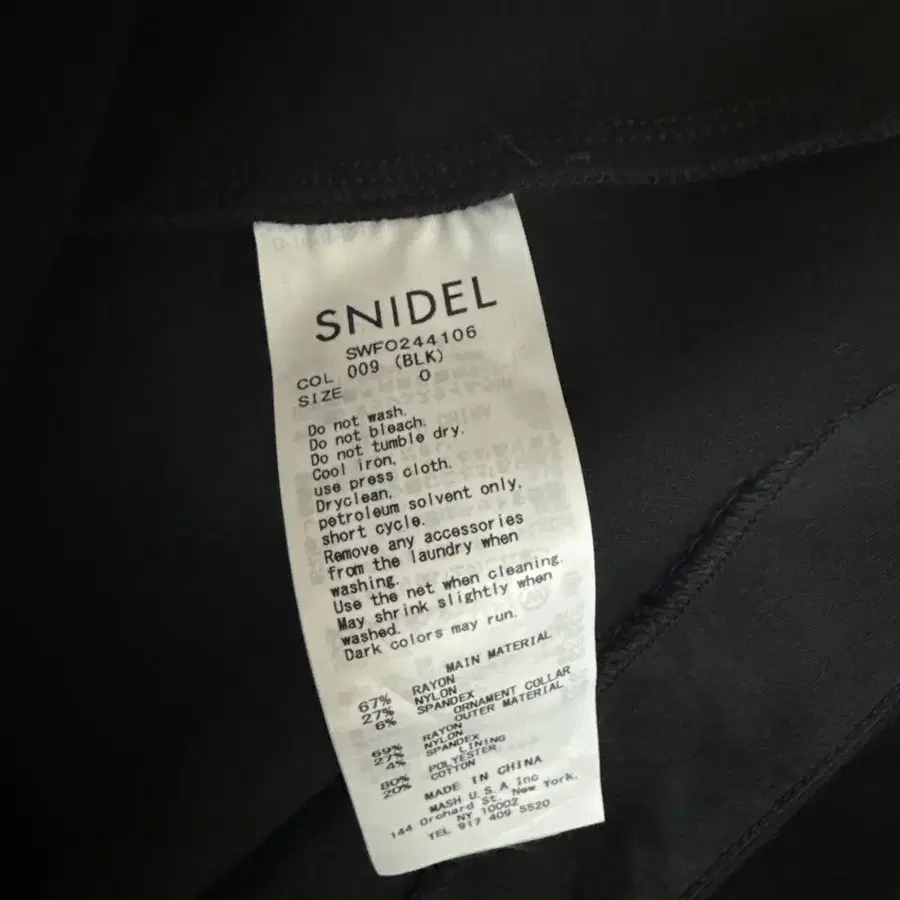 SNIDEL
SWFO244106
COL 009 (BLK)
SIZE 0
Do not wash.
Do not bleach.
Do not tumble dry.
Cool iron,
use press cloth.
Dryclean,
petroleum solvent only,
short cycle.
Remove any accessories
from the laundry when
washing.
Use the net when cleaning.
May shrink slightly when
washed.
Dark colors may run.
MAIN MATERIAL
67% RAYON
27% NYLON
6% SPANDEX
ORNAMENT COLLAR
OUTER MATERIAL
69% RAYON
27% NYLON
4% SPANDEX
LINING
80% POLYESTER
20% COTTON
MADE IN CHINA
MASH U.S.A Inc
144 Orchard St. New York.
NY 10002
TEL 917 409 5520